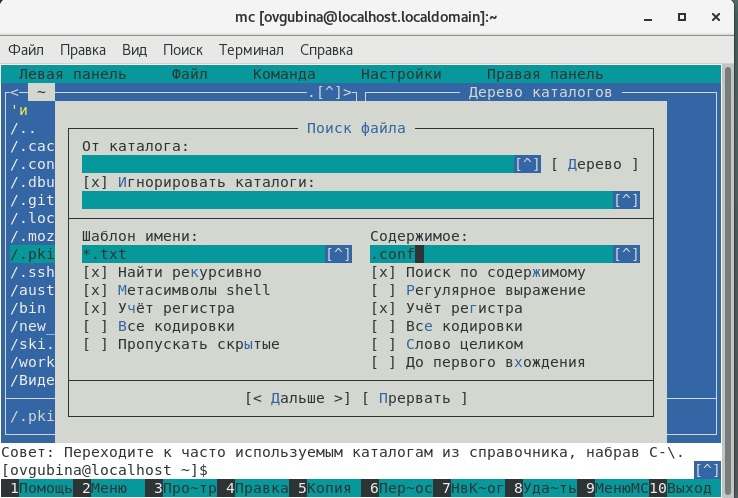 mc [ovgubina@localhost.localdomain]:~
Файл Правка Вид Поиск Терминал Справка
Левая панель Файл Команда Настройки Правая панель
<- ~ .[^]> Дерево каталогов
'и
/..
/.cac
/.con
/.dbu
/.git
/.loc
/.moz
/.pki
/.ssh
/aust
/bin
/new_
/ski.
/work
/Виде
/.pki
Поиск файла
От каталога:
[^] [ Дерево ]
[x] Игнорировать каталоги:
[^]
Шаблон имени:
*.txt [^]
[x] Найти рекурсивно
[x] Метасимволы shell
[x] Учёт регистра
[ ] Все кодировки
[ ] Пропускать скрытые
Содержимое:
.conf [^]
[x] Поиск по содержимому
[ ] Регулярное выражение
[x] Учёт регистра
[ ] Все кодировки
[ ] Слово целиком
[ ] До первого вхождения
[< Дальше >] [ Прервать ]
Совет: Переходите к часто используемым каталогам из справочника, набрав C-\.
[ovgubina@localhost ~]$ [^]
1Помощь 2Меню 3Про~тр 4Правка 5Копия 6Пер~ос 7НвК~ог 8Уда~ть 9МенюMC 10Выход